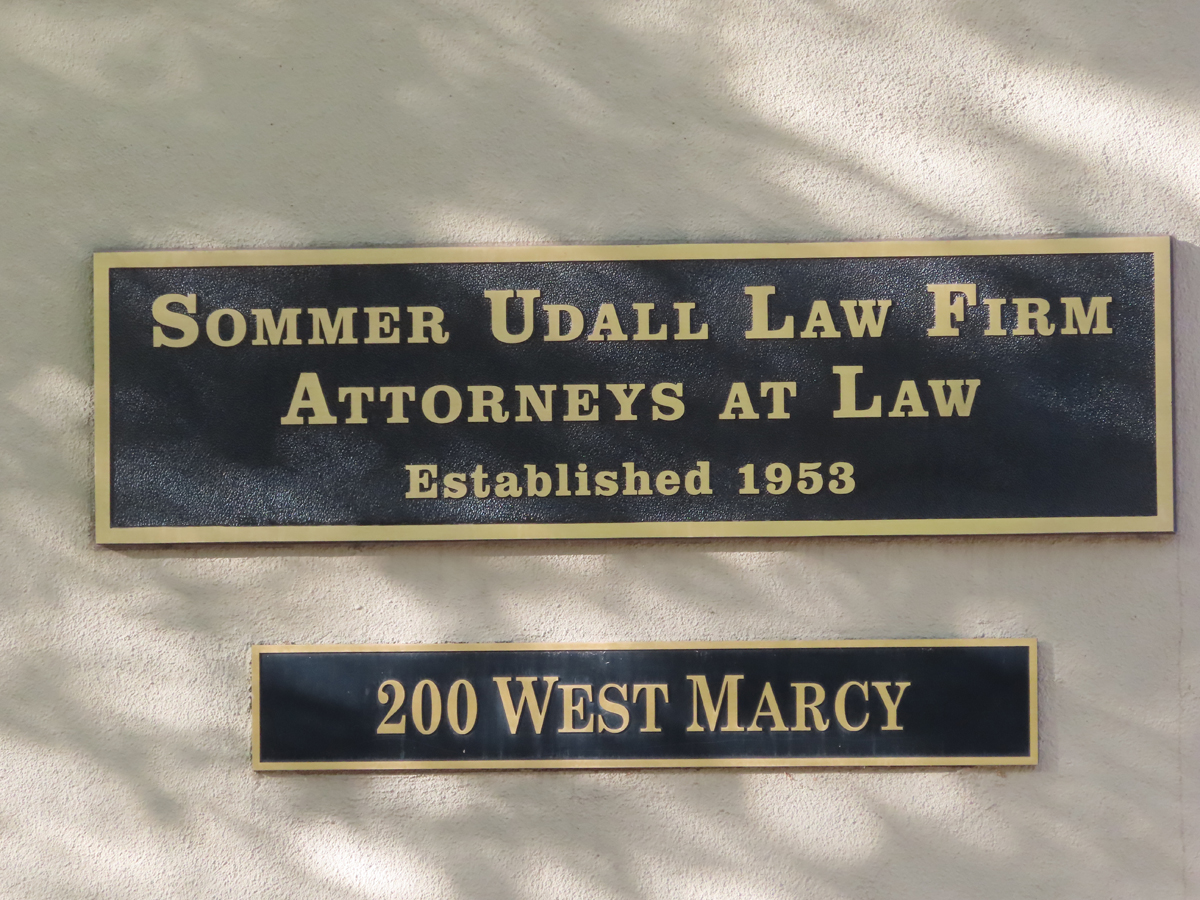 Sommer Udall Law Firm
Attorneys at Law
Established 1953
200 West Marcy